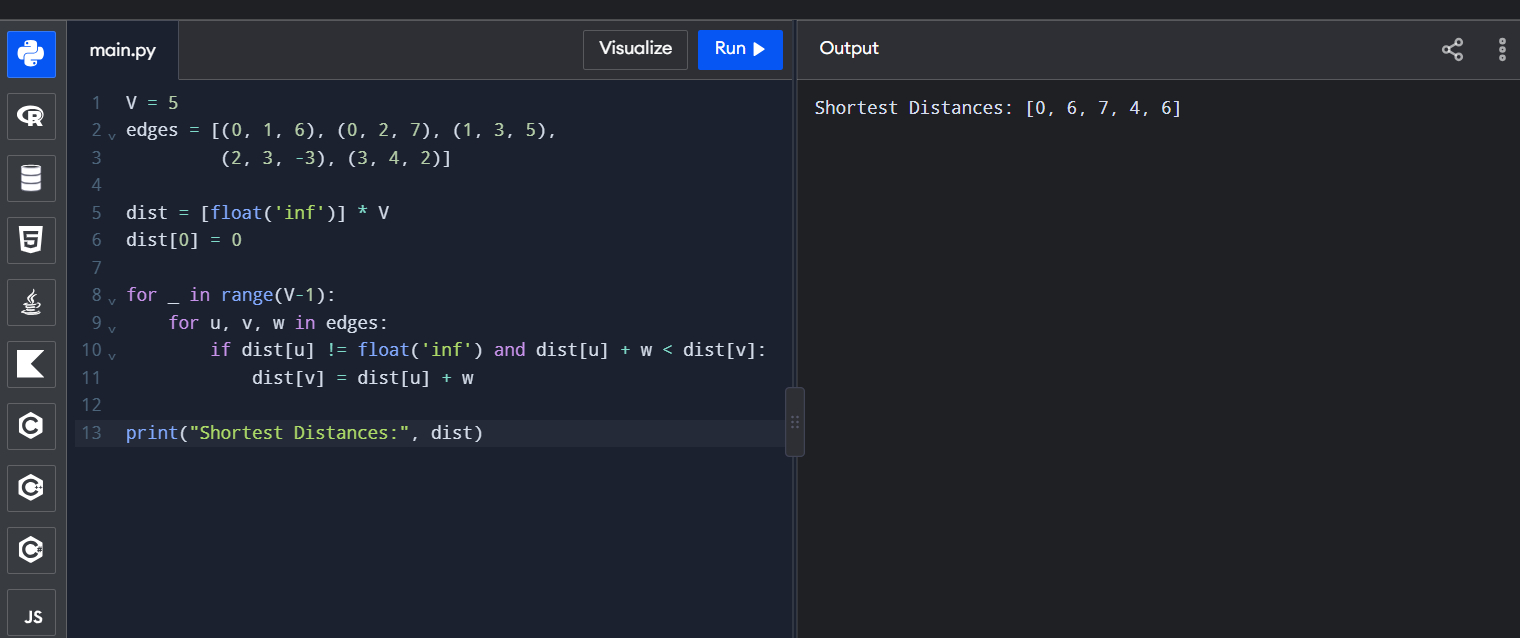 main.py
Visualize
Run
Output
1 V = 5
2 edges = [(0, 1, 6), (0, 2, 7), (1, 3, 5),
3         (2, 3, -3), (3, 4, 2)]
4
5 dist = [float('inf')] * V
6 dist[0] = 0
7
8 for _ in range(V-1):
9     for u, v, w in edges:
10         if dist[u] != float('inf') and dist[u] + w < dist[v]:
11             dist[v] = dist[u] + w
12
13 print("Shortest Distances:", dist)
Shortest Distances: [0, 6, 7, 4, 6]
R
5
C
C+
C#
JS